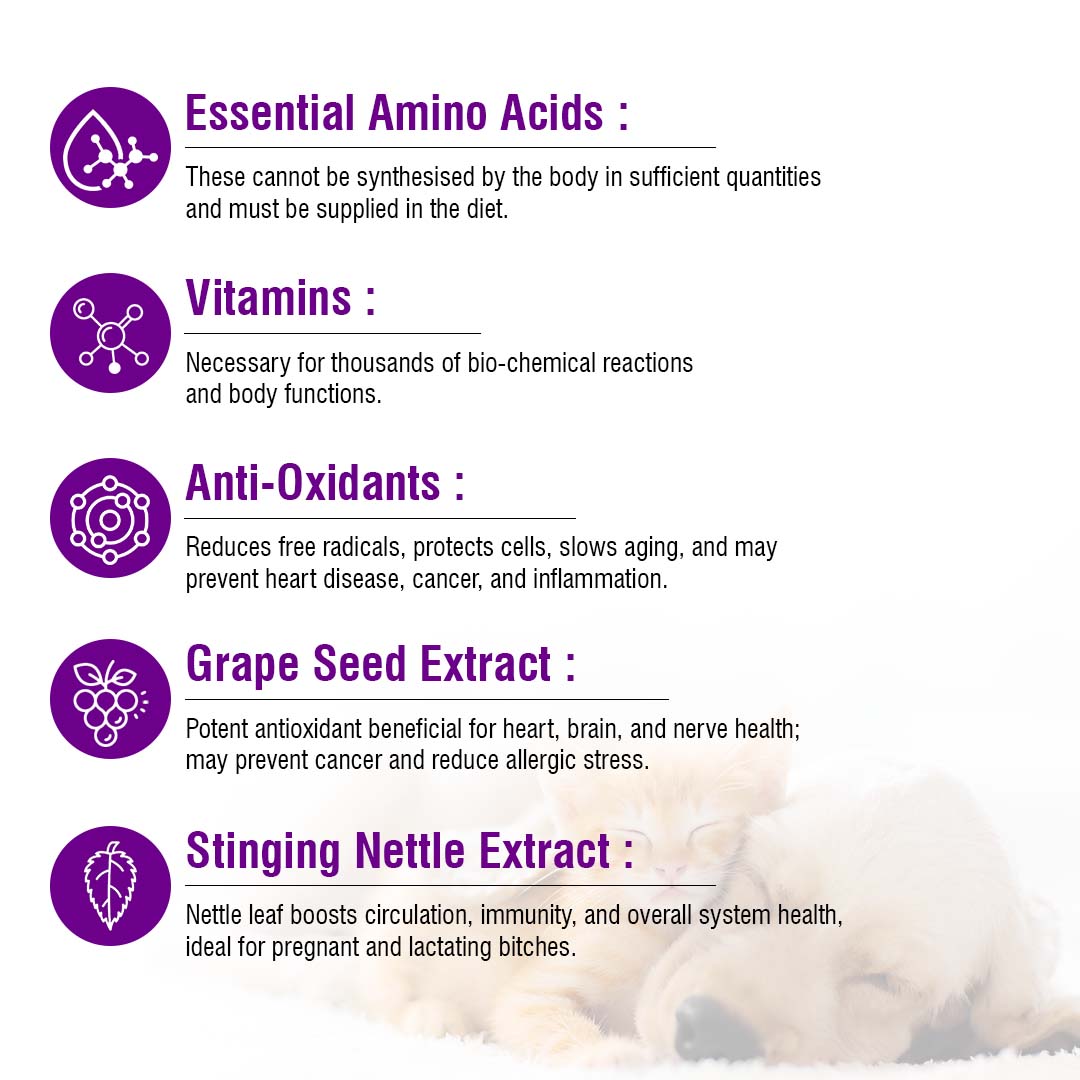 Essential Amino Acids :
These cannot be synthesised by the body in sufficient quantities
and must be supplied in the diet.
Vitamins :
Necessary for thousands of bio-chemical reactions
and body functions.
Anti-Oxidants :
Reduces free radicals, protects cells, slows aging, and may
prevent heart disease, cancer, and inflammation.
Grape Seed Extract :
Potent antioxidant beneficial for heart, brain, and nerve health;
may prevent cancer and reduce allergic stress.
Stinging Nettle Extract :
Nettle leaf boosts circulation, immunity, and overall system health,
ideal for pregnant and lactating bitches.